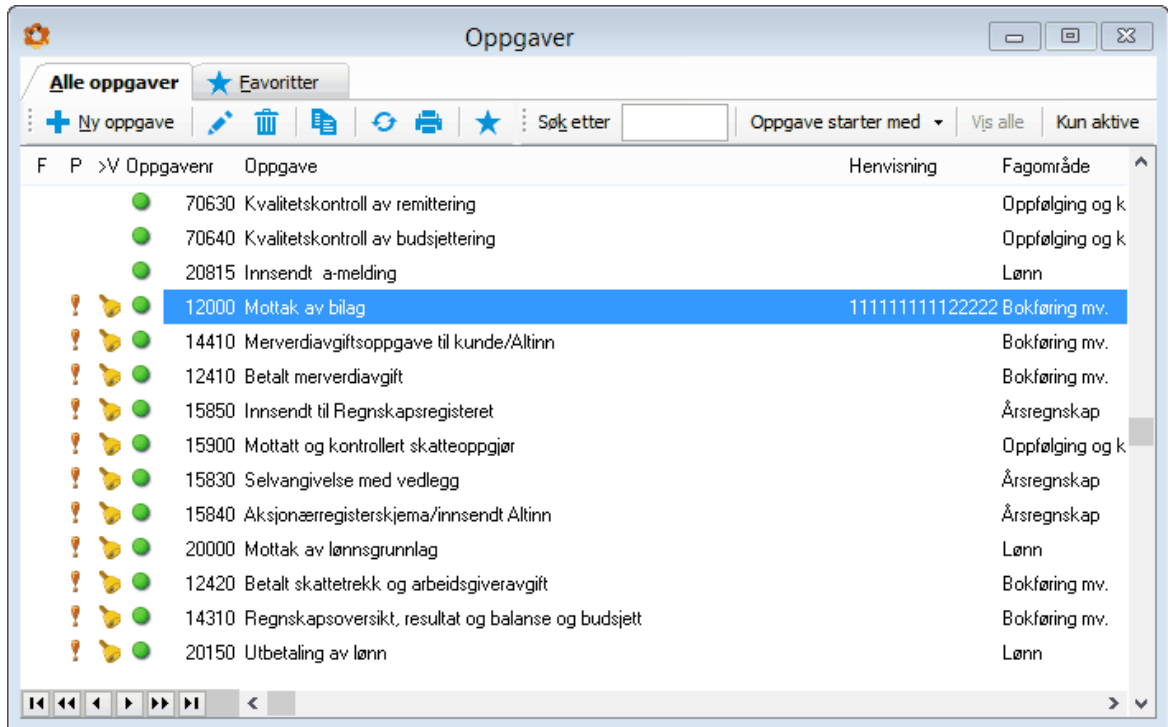 Oppgaver
Alle oppgaver Favoritter
Ny oppgave Søk etter Oppgave starter med Vis alle Kun aktive
F P >V Oppgavenr Oppgave Henvisning Fagområde
70630 Kvalitetskontroll av remittering Oppfølging og k
70640 Kvalitetskontroll av budsjettering Oppfølging og k
20815 Innsendt a-melding Lønn
12000 Mottak av bilag 111111111122222 Bokføring mv.
14410 Merverdiavgiftsoppgave til kunde/Altinn Bokføring mv.
12410 Betalt merverdiavgift Bokføring mv.
15850 Innsendt til Regnskapsregisteret Årsregnskap
15900 Mottatt og kontrollert skatteoppgjør Oppfølging og k
15830 Selvangivelse med vedlegg Årsregnskap
15840 Aksjonærregisterskjema/innsendt Altinn Årsregnskap
20000 Mottak av lønnsgrunnlag Lønn
12420 Betalt skattetrekk og arbeidsgiveravgift Bokføring mv.
14310 Regnskapsoversikt, resultat og balanse og budsjett Bokføring mv.
20150 Utbetaling av lønn Lønn